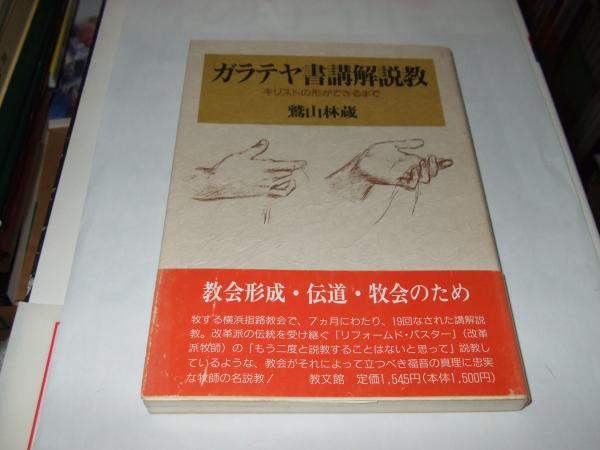 ガラテヤ書講解説教
キリストの形ができるまで
鷲山林蔵
教会形成・伝道・牧会のため
牧する横浜指路教会で、7ヵ月にわたり、19回なされた講解説
教。改革派の伝統を受け継ぐ「リフォームド・パスター」(改革
派牧師)の「もう二度と説教することはないと思って」説教し
ているような、教会がそれによって立つべき福音の真理に忠実
な牧師の名説教! 教文館 定価1,545円(本体1,500円)